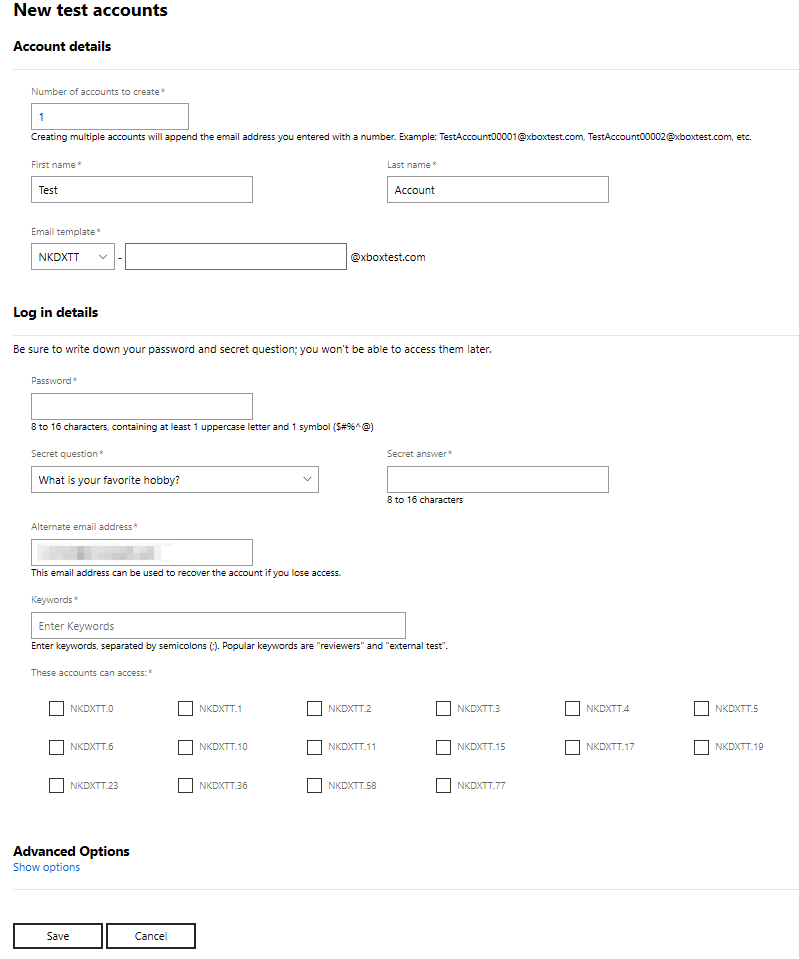 New test accounts
Account details
Number of accounts to create*
1
Creating multiple accounts will append the email address you entered with a number. Example: TestAccount00001@xboxtest.com, TestAccount00002@xboxtest.com, etc.
First name* Last name*
Test Account
Email template*
NKDXTT - @xboxtest.com
Log in details
Be sure to write down your password and secret question; you won't be able to access them later.
Password*
8 to 16 characters, containing at least 1 uppercase letter and 1 symbol ($#%^@)
Secret question* Secret answer*
What is your favorite hobby?
8 to 16 characters
Alternate email address*
This email address can be used to recover the account if you lose access.
Keywords*
Enter Keywords
Enter keywords, separated by semicolons (;). Popular keywords are "reviewers" and "external test".
These accounts can access:*
NKDXTT.0 NKDXTT.1 NKDXTT.2 NKDXTT.3 NKDXTT.4 NKDXTT.5
NKDXTT.6 NKDXTT.10 NKDXTT.11 NKDXTT.15 NKDXTT.17 NKDXTT.19
NKDXTT.23 NKDXTT.36 NKDXTT.58 NKDXTT.77
Advanced Options
Show options
Save Cancel